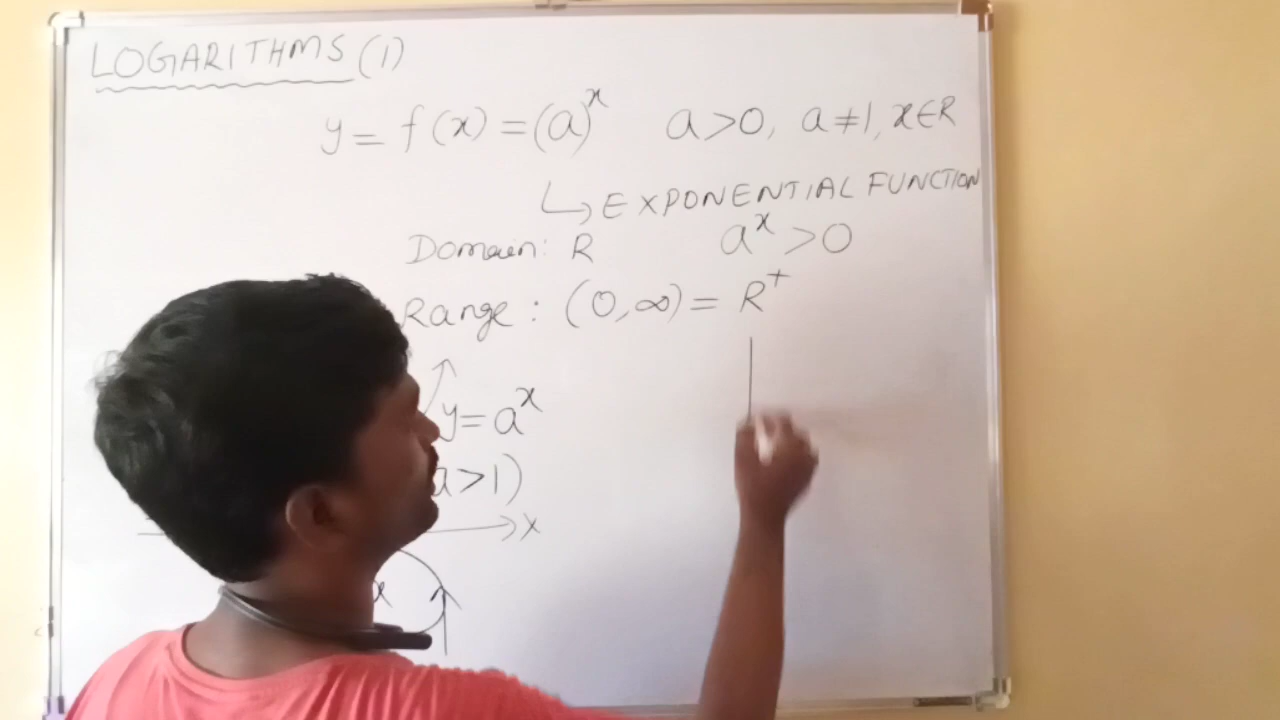 LOGARITHMS (1)
y = f(x) = (a)^x   a>0, a≠1, x∈R
↳ EXPONENTIAL FUNCTION
Domain: R   a^x >0
Range : (0,∞) = R^+
y= a^x
a>1)
x
x